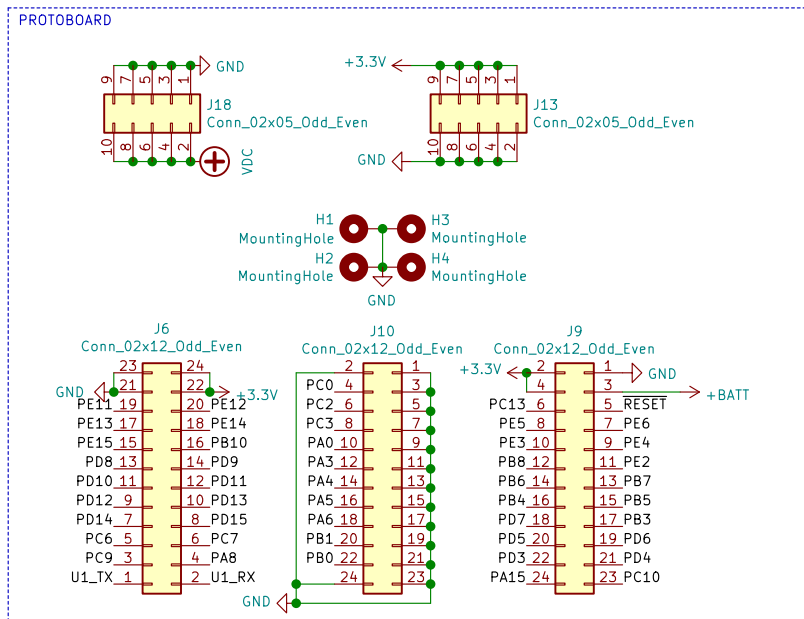 PROTOBOARD
9 7 5 3 1 GND
J18
Conn_02x05_Odd_Even
10 8 6 4 2 VDC
+3.3V 9 7 5 3 1
J13
Conn_02x05_Odd_Even
GND 10 8 6 4 2
H1 H3
MountingHole MountingHole
H2 H4
MountingHole MountingHole
GND
J6
Conn_02x12_Odd_Even
23 24
GND 21 22 +3.3V
PE11 19 20 PE12
PE13 17 18 PE14
PE15 15 16 PB10
PD8 13 14 PD9
PD10 11 12 PD11
PD12 9 10 PD13
PD14 7 8 PD15
PC6 5 6 PC7
PC9 3 4 PA8
U1_TX 1 2 U1_RX
J10
Conn_02x12_Odd_Even
2 1
PC0 4 3
PC2 6 5
PC3 8 7
PA0 10 9
PA3 12 11
PA4 14 13
PA5 16 15
PA6 18 17
PB1 20 19
PB0 22 21
24 23
GND
J9
Conn_02x12_Odd_Even
+3.3V 2 1 GND
4 3 +BATT
PC13 6 5 RESET
PE5 8 7 PE6
PE3 10 9 PE4
PB8 12 11 PE2
PB6 14 13 PB7
PB4 16 15 PB5
PD7 18 17 PB3
PD5 20 19 PD6
PD3 22 21 PD4
PA15 24 23 PC10